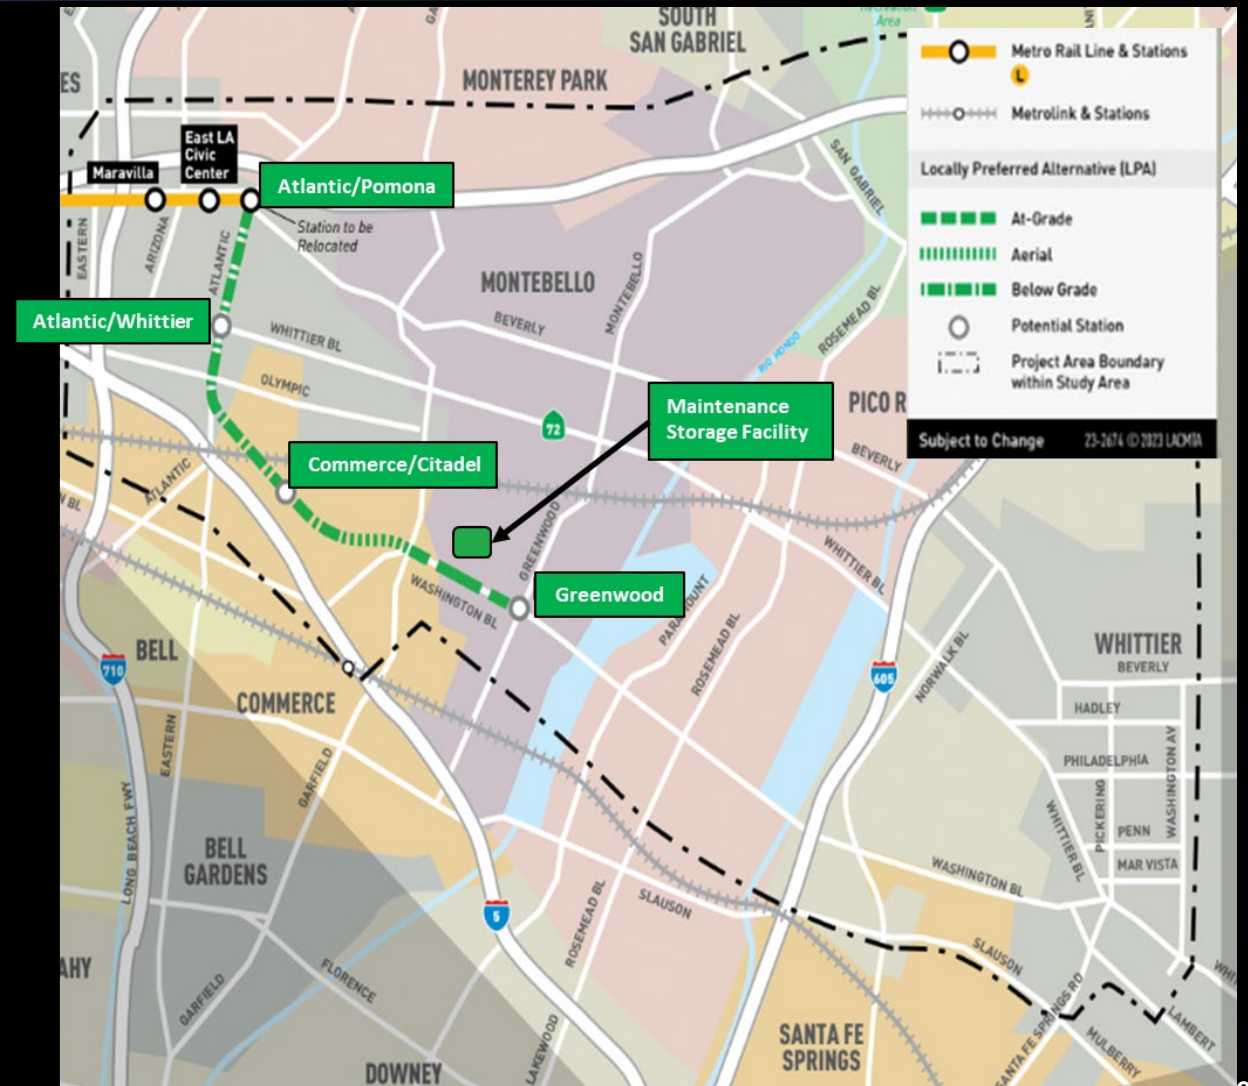 SOUTH
SAN GABRIEL
Recreation
Area
MONTEREY PARK
ES
Maravilla
East LA
Civic
Center
Atlantic/Pomona
Station to be
Relocated
EASTERN
ARIZONA
ATLANTIC
Atlantic/Whittier
MONTEBELLO
MONTEBELLO
BEVERLY
WHITTIER BL
OLYMPIC
SAN GABRIEL
ROSEMEAD BL
RIO HONDO
Metro Rail Line & Stations
L
Metrolink & Stations
Locally Preferred Alternative (LPA)
At-Grade
Aerial
Below Grade
Potential Station
Project Area Boundary
within Study Area
Subject to Change
23-2674 © 2023 LACMTA
72
Maintenance
Storage Facility
PICO R
BEVERLY
Commerce/Citadel
ATLANTIC
N BL
GREENWOOD
WASHINGTON BL
Greenwood
WHITTIER BL
PARAMOUNT
ROSEMEAD BL
NORWALK BL
WHITTIER
BEVERLY
605
710
BELL
COMMERCE
HADLEY
PHILADELPHIA
WASHINGTON AV
PICKERING
PENN
MAR VISTA
WHITTIER BL
EASTERN
GARFIELD
LONG BEACH FWY
BELL
GARDENS
5
ROSEMEAD BL
SLAUSON
WASHINGTON BL
SLAUSON
AHY
GARFIELD
FLORENCE
DOWNEY
LAKEWOOD
SANTA FE
SPRINGS
SANTA FE SPRINGS RD
MULBERRY
LAMBERT
WHI